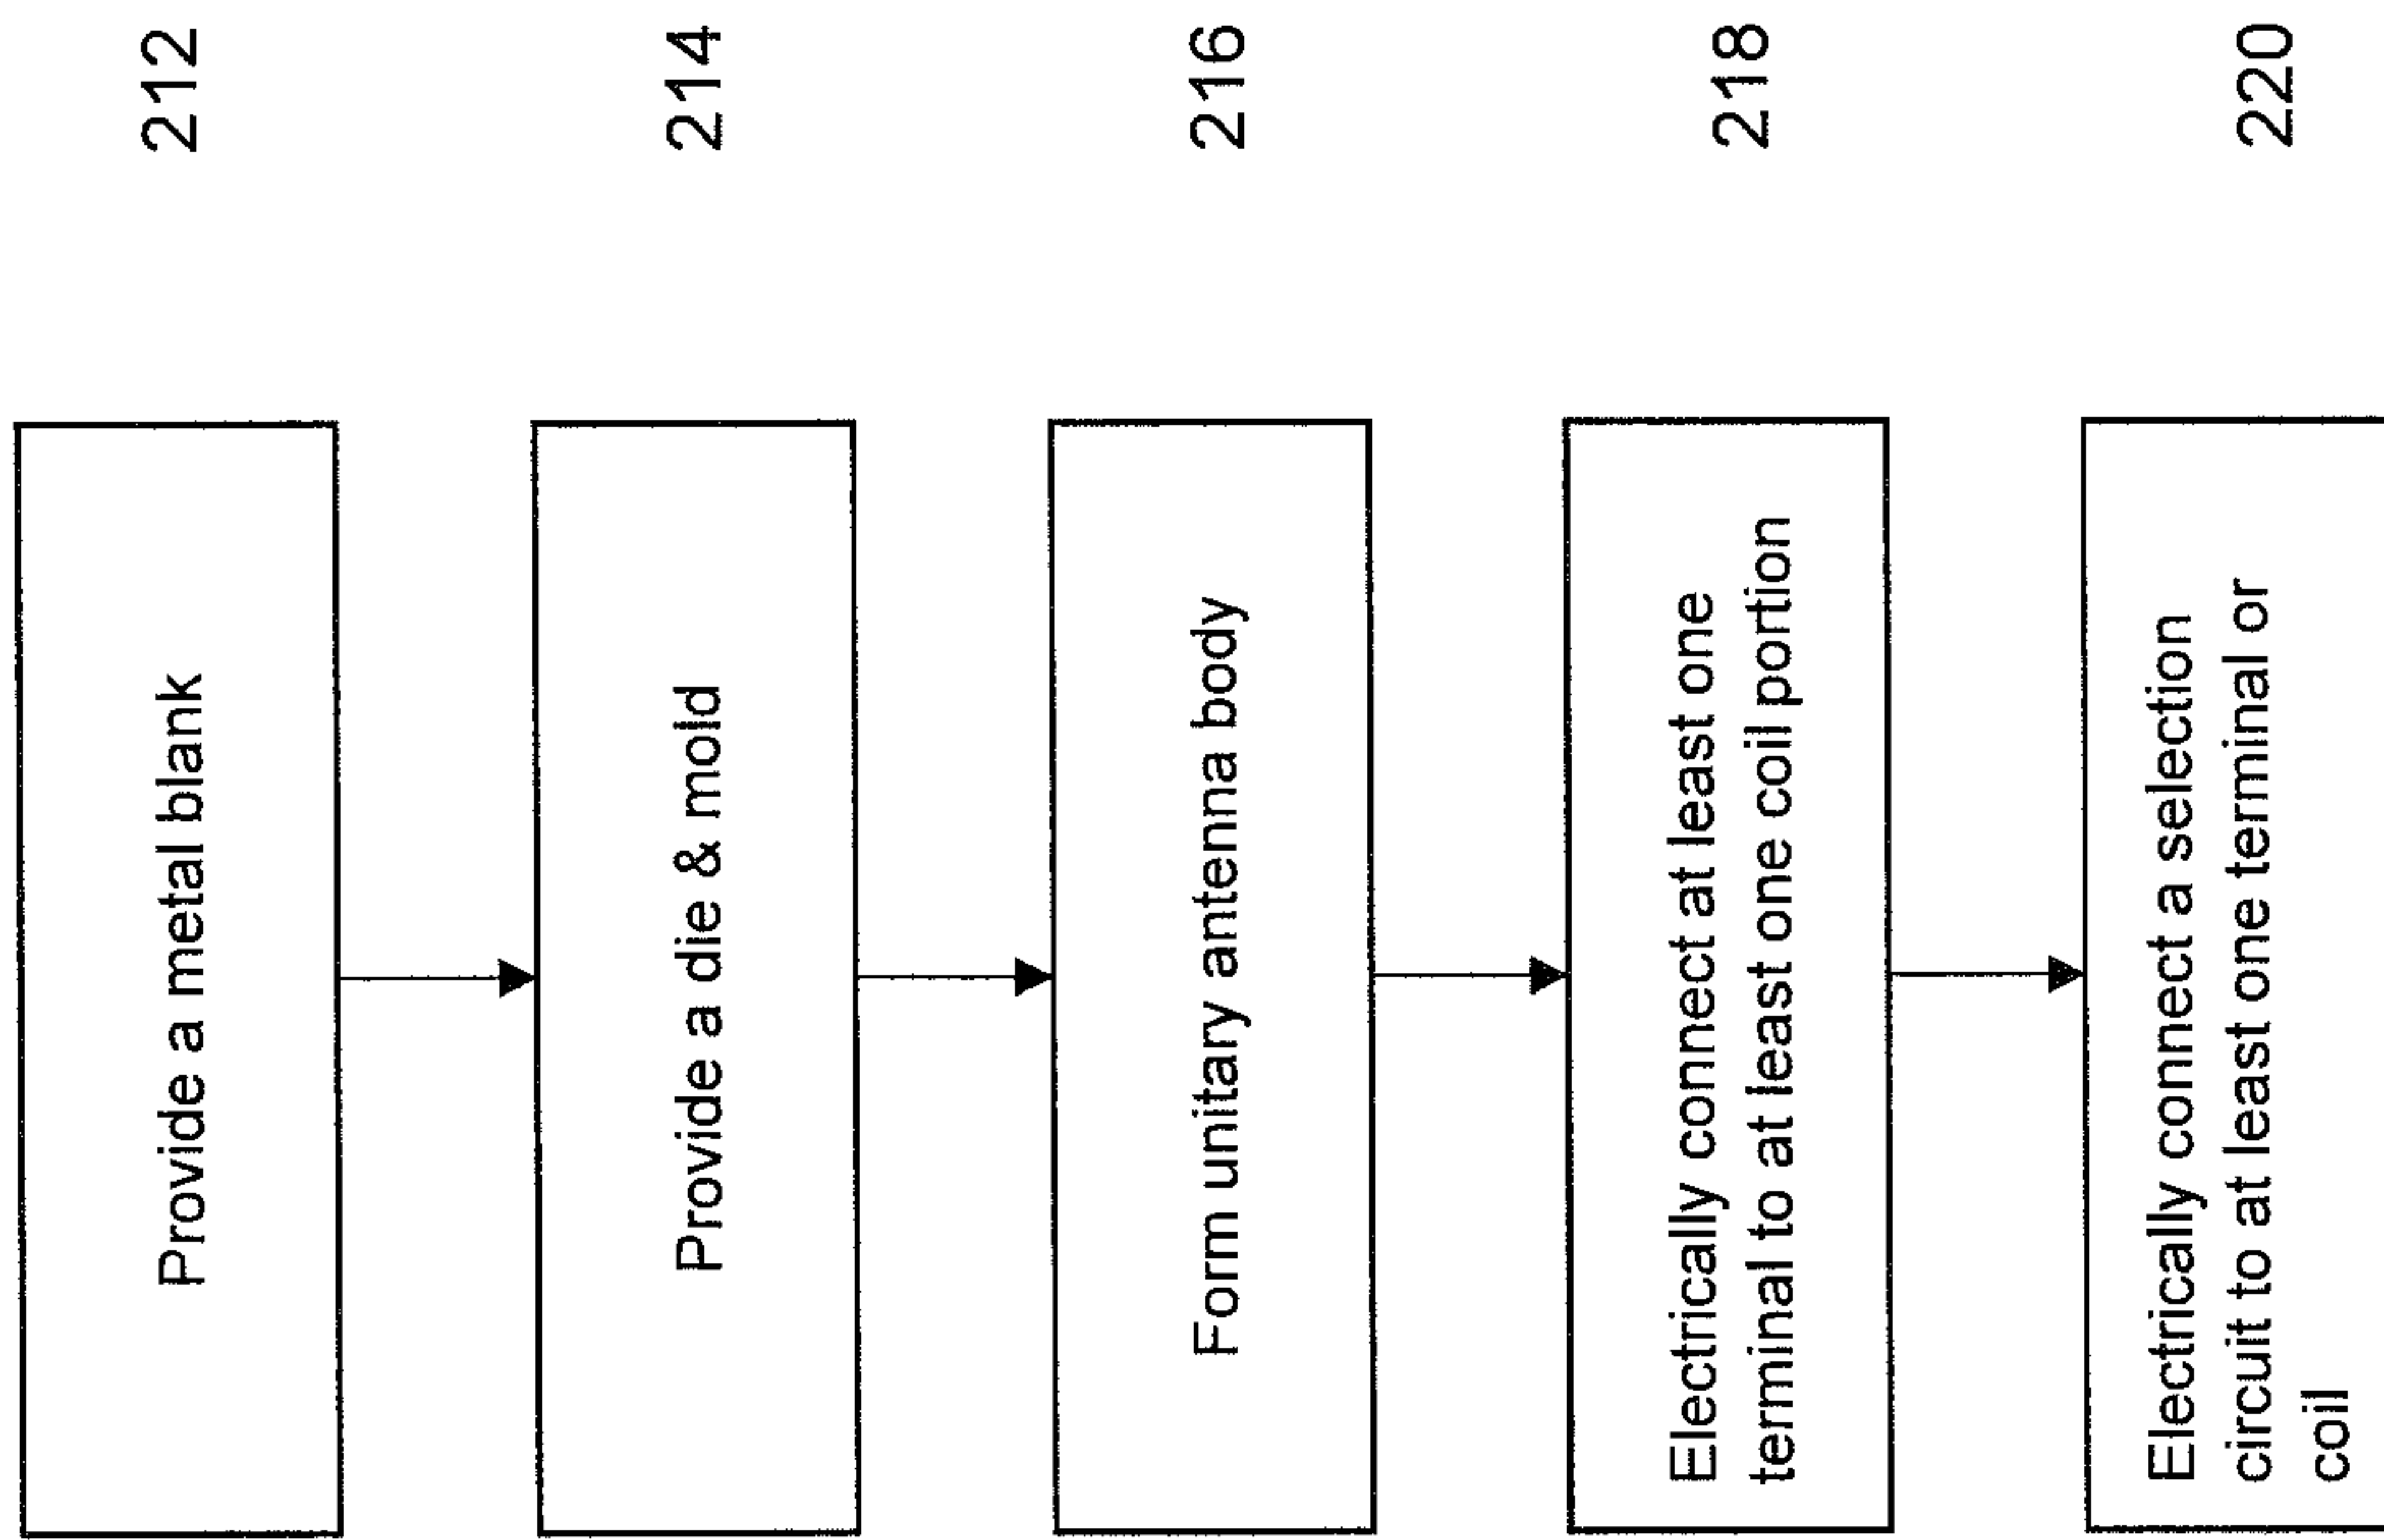 Provide a metal blank
212
Provide a die & mold
214
Form unitary antenna body
216
Electrically connect at least one
terminal to at least one coil portion
218
Electrically connect a selection
circuit to at least one terminal or
coil
220